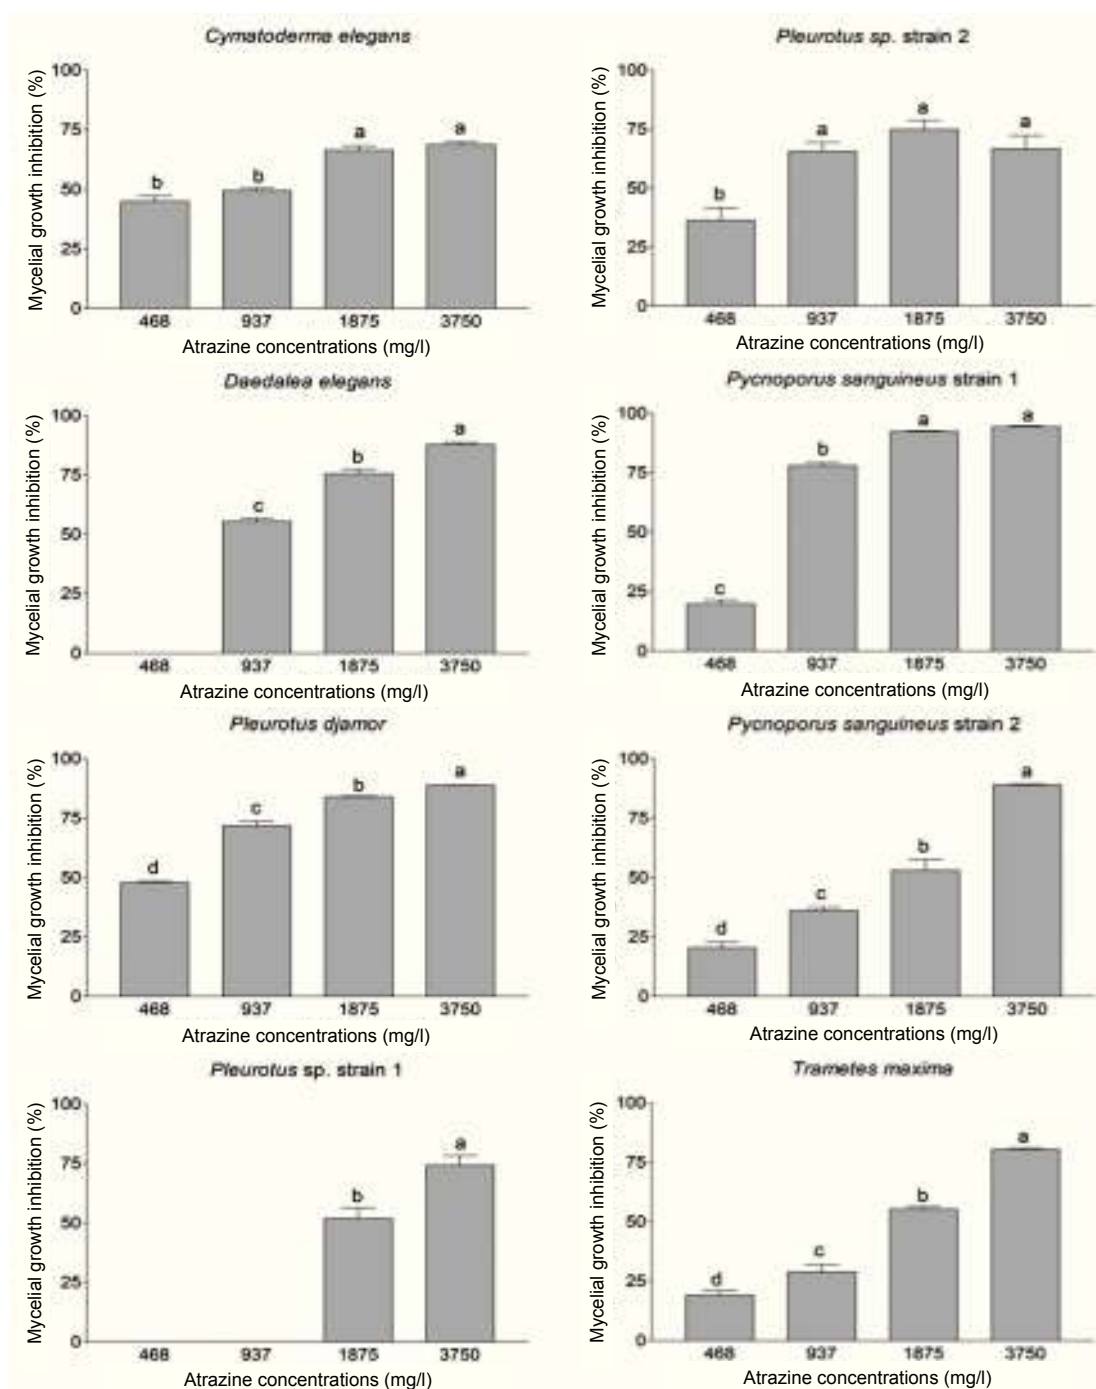 Cymatoderma elegans
Mycelial growth inhibition (%)
100
75
50
25
0
b
b
a
a
468 937 1875 3750
Atrazine concentrations (mg/l)
Pleurotus sp. strain 2
Mycelial growth inhibition (%)
100
75
50
25
0
b
a
a
a
468 937 1875 3750
Atrazine concentrations (mg/l)
Daedalea elegans
Mycelial growth inhibition (%)
100
75
50
25
0
c
b
a
468 937 1875 3750
Atrazine concentrations (mg/l)
Pycnoporus sanguineus strain 1
Mycelial growth inhibition (%)
100
75
50
25
0
c
b
a
a
468 937 1875 3750
Atrazine concentrations (mg/l)
Pleurotus djamor
Mycelial growth inhibition (%)
100
75
50
25
0
d
c
b
a
468 937 1875 3750
Atrazine concentrations (mg/l)
Pycnoporus sanguineus strain 2
Mycelial growth inhibition (%)
100
75
50
25
0
d
c
b
a
468 937 1875 3750
Atrazine concentrations (mg/l)
Pleurotus sp. strain 1
Mycelial growth inhibition (%)
100
75
50
25
0
b
a
468 937 1875 3750
Atrazine concentrations (mg/l)
Trametes maxima
Mycelial growth inhibition (%)
100
75
50
25
0
d
c
b
a
468 937 1875 3750
Atrazine concentrations (mg/l)